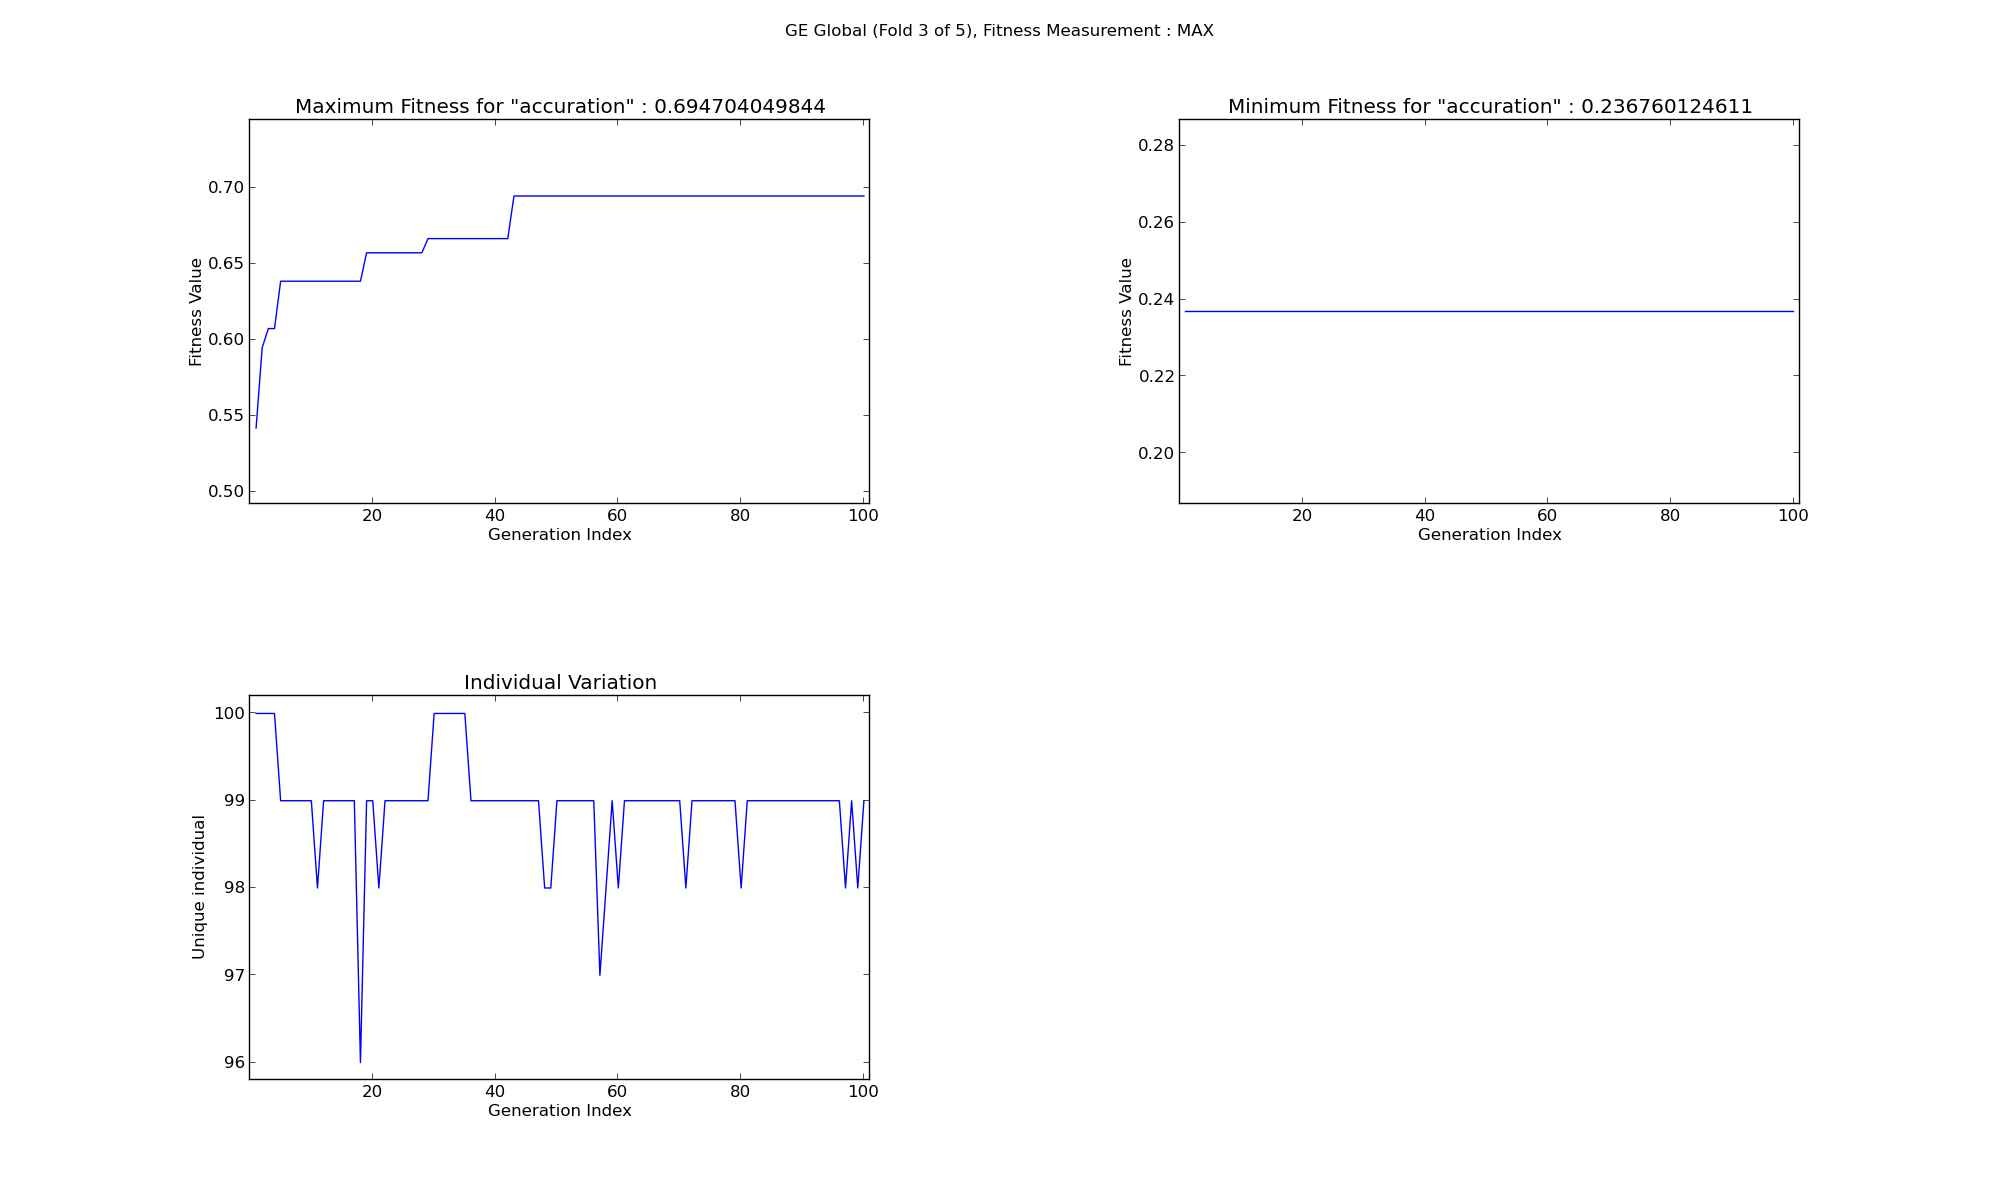 GE Global (Fold 3 of 5), Fitness Measurement : MAX
Maximum Fitness for "accuration" : 0.694704049844
0.70
0.65
0.60
0.55
0.50
Fitness Value
20 40 60 80 100
Generation Index
Minimum Fitness for "accuration" : 0.236760124611
0.28
0.26
0.24
0.22
0.20
Fitness Value
20 40 60 80 100
Generation Index
Individual Variation
100
99
98
97
96
Unique individual
20 40 60 80 100
Generation Index